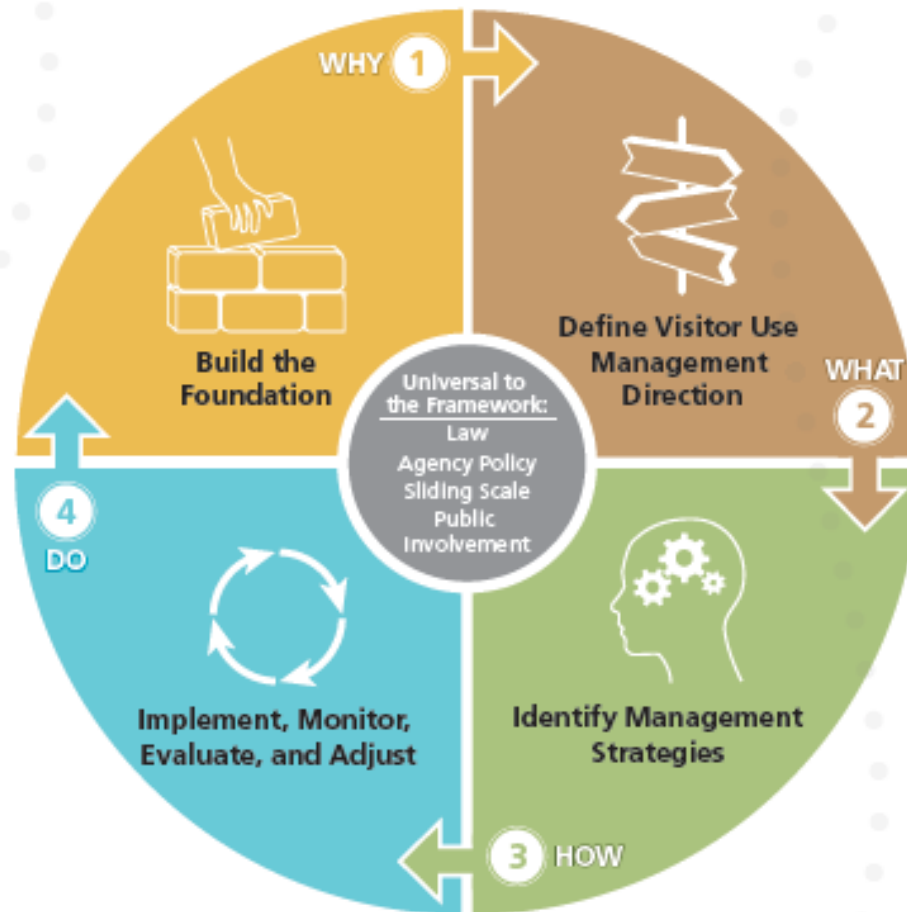 WHY 1
Build the
Foundation
Define Visitor Use
Management
Direction
WHAT
2
Universal to
the Framework:
Law
Agency Policy
Sliding Scale
Public
Involvement
Identify Management
Strategies
3 HOW
4
DO
Implement, Monitor,
Evaluate, and Adjust